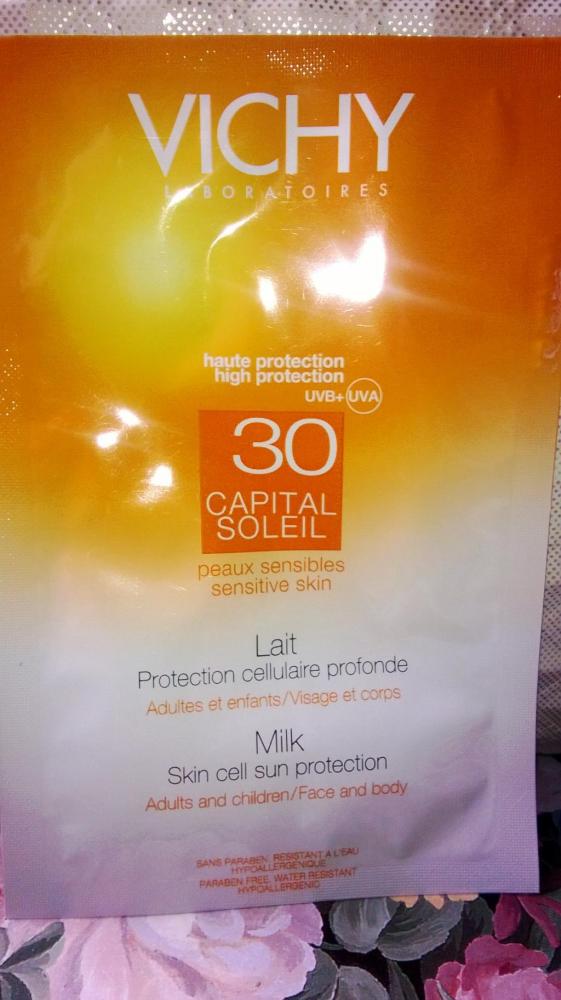 VICHY
LABORATOIRES
haute protection
high protection
UVB+ UVA
30
CAPITAL
SOLEIL
peaux sensibles
sensitive skin
Lait
Protection cellulaire profonde
Adultes et enfants/Visage et corps
Milk
Skin cell sun protection
Adults and children/Face and body
SANS PARABEN. RESISTANT A L'EAU
HYPOALLERGENIQUE
PARABEN FREE. WATER RESISTANT
HYPOALLERGENIC